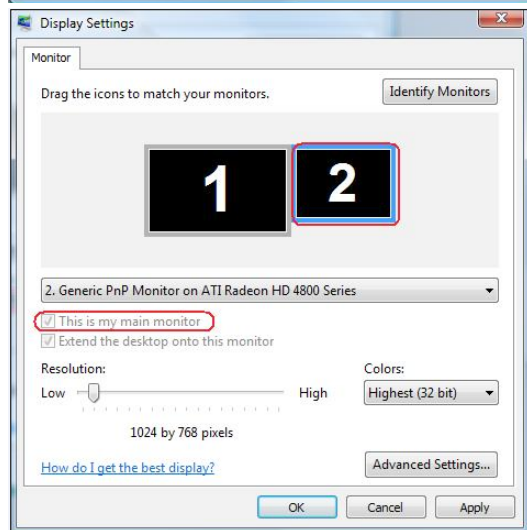 Display Settings
Monitor
Drag the icons to match your monitors.
Identify Monitors
1
2
2. Generic PnP Monitor on ATI Radeon HD 4800 Series
This is my main monitor
Extend the desktop onto this monitor
Resolution:
Colors:
Low
High
Highest (32 bit)
1024 by 768 pixels
How do I get the best display?
Advanced Settings...
OK
Cancel
Apply